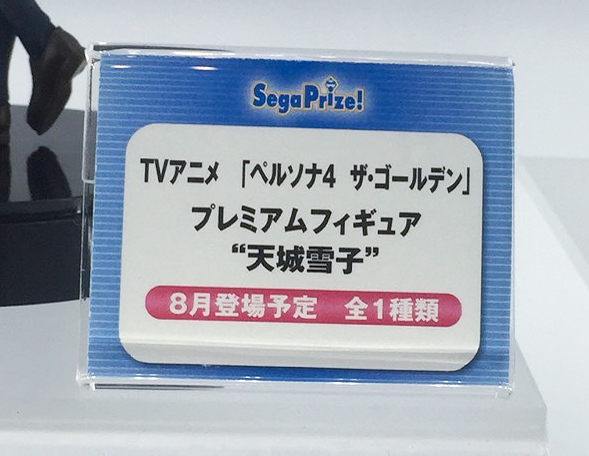 SegaPrize!
TVアニメ 「ペルソナ4 ザ・ゴールデン」
プレミアムフィギュア
“天城雪子”
8月登場予定 全1種類